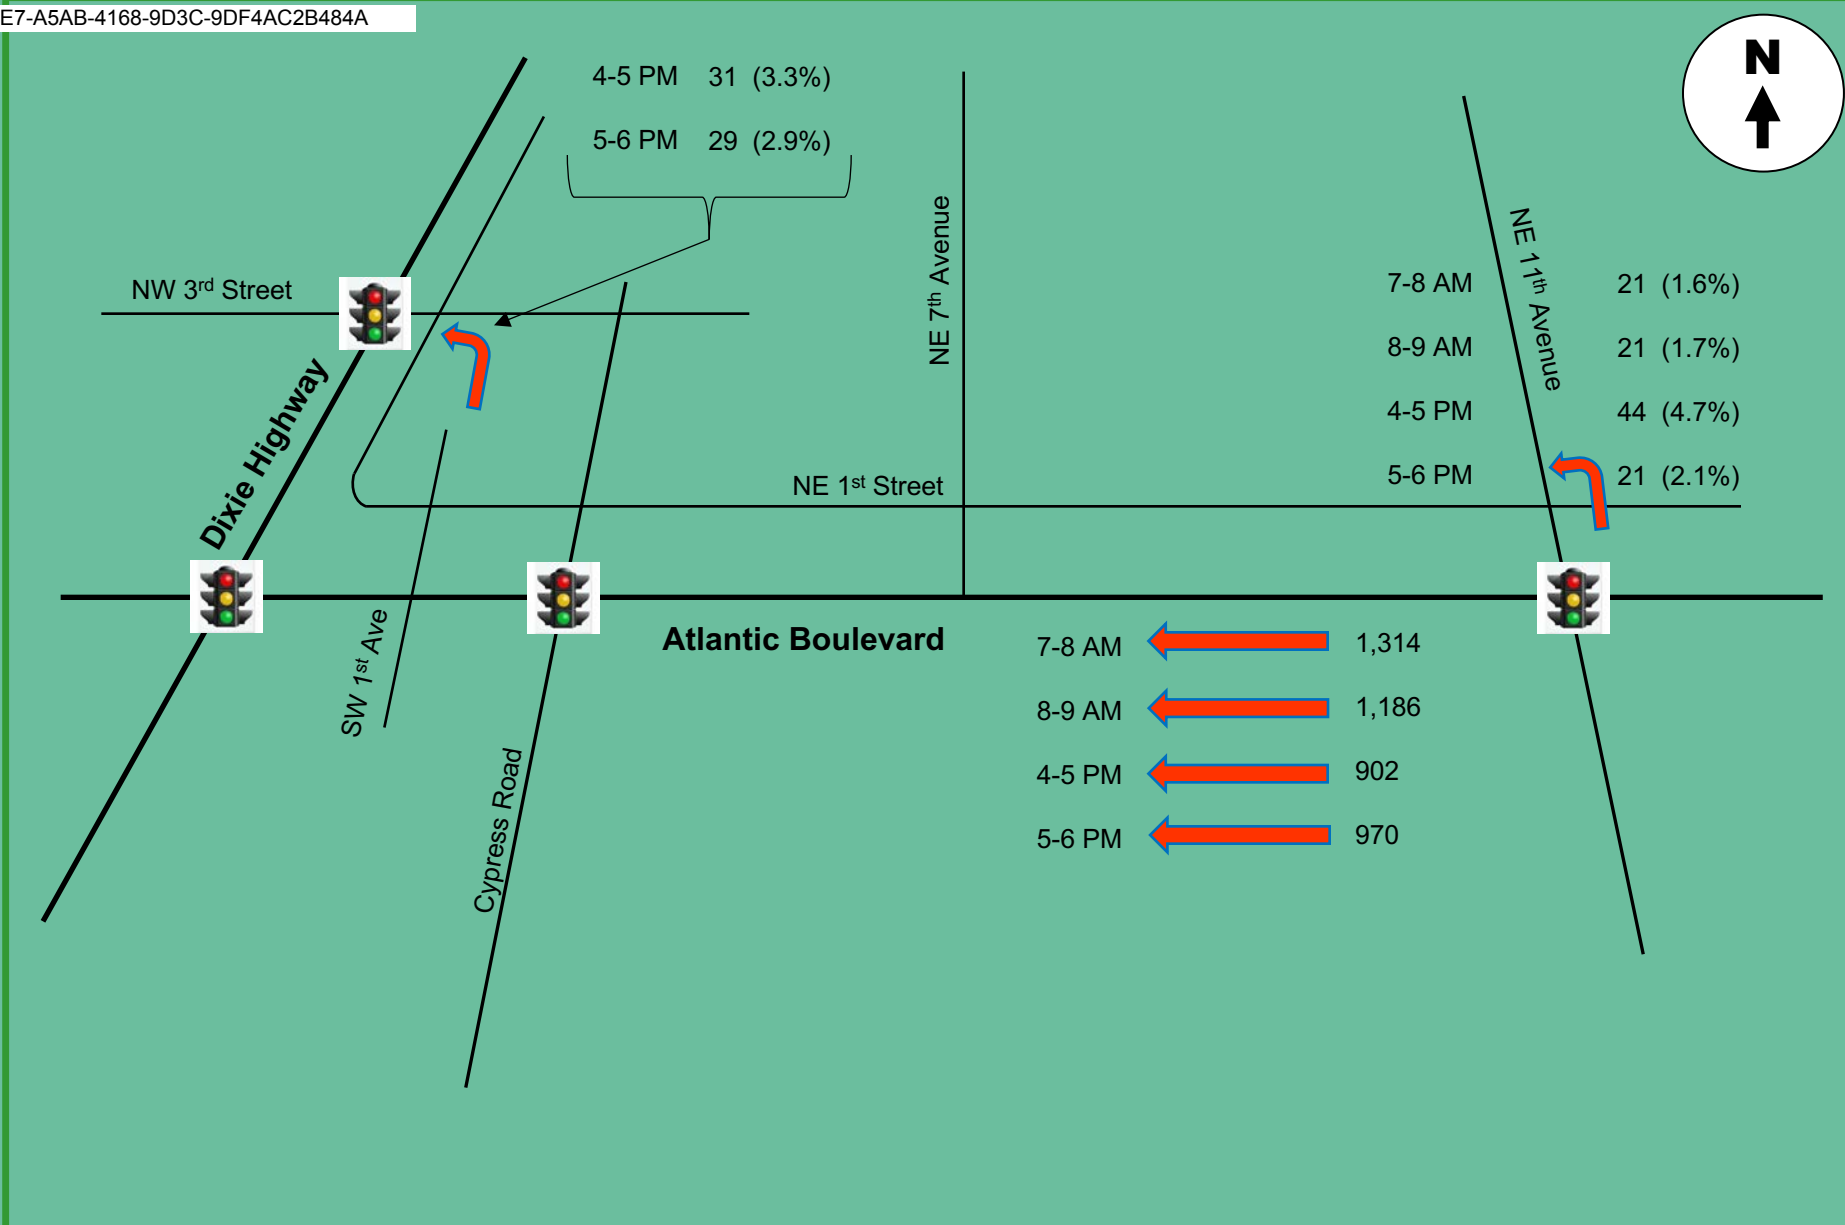 E7-A5AB-4168-9D3C-9DF4AC2B484A
N
4-5 PM 31 (3.3%)
5-6 PM 29 (2.9%)
NW 3rd Street
Dixie Highway
NE 7th Avenue
NE 11th Avenue
7-8 AM 21 (1.6%)
8-9 AM 21 (1.7%)
4-5 PM 44 (4.7%)
5-6 PM 21 (2.1%)
NE 1st Street
SW 1st Ave
Atlantic Boulevard
Cypress Road
7-8 AM 1,314
8-9 AM 1,186
4-5 PM 902
5-6 PM 970